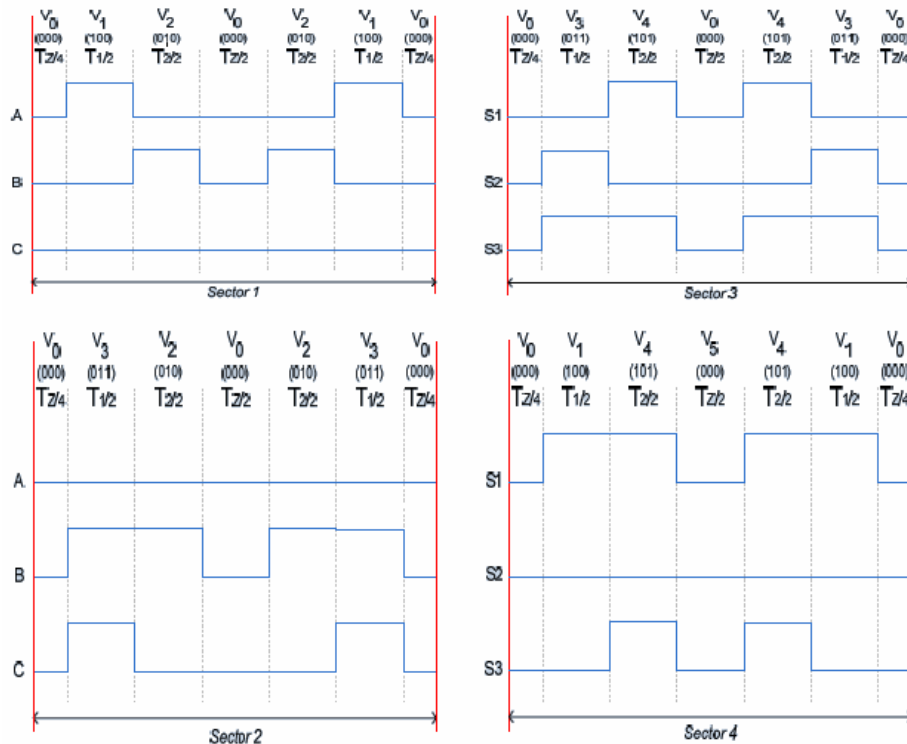 V0 V1 V2 V0 V2 V1 V0
(000) (100) (010) (000) (010) (100) (000)
TZ/4 T1/2 T2/2 TZ/2 T2/2 T1/2 TZ/4
A
B
C
Sector 1
V0 V3 V4 V0 V4 V3 V0
(000) (011) (101) (000) (101) (011) (000)
TZ/4 T1/2 T2/2 TZ/2 T2/2 T1/2 TZ/4
S1
S2
S3
Sector 3
V0 V3 V2 V0 V2 V3 V0
(000) (011) (010) (000) (010) (011) (000)
TZ/4 T1/2 T2/2 TZ/2 T2/2 T1/2 TZ/4
A
B
C
Sector 2
V0 V1 V4 V5 V4 V1 V0
(000) (100) (101) (000) (101) (100) (000)
TZ/4 T1/2 T2/2 TZ/2 T2/2 T1/2 TZ/4
S1
S2
S3
Sector 4